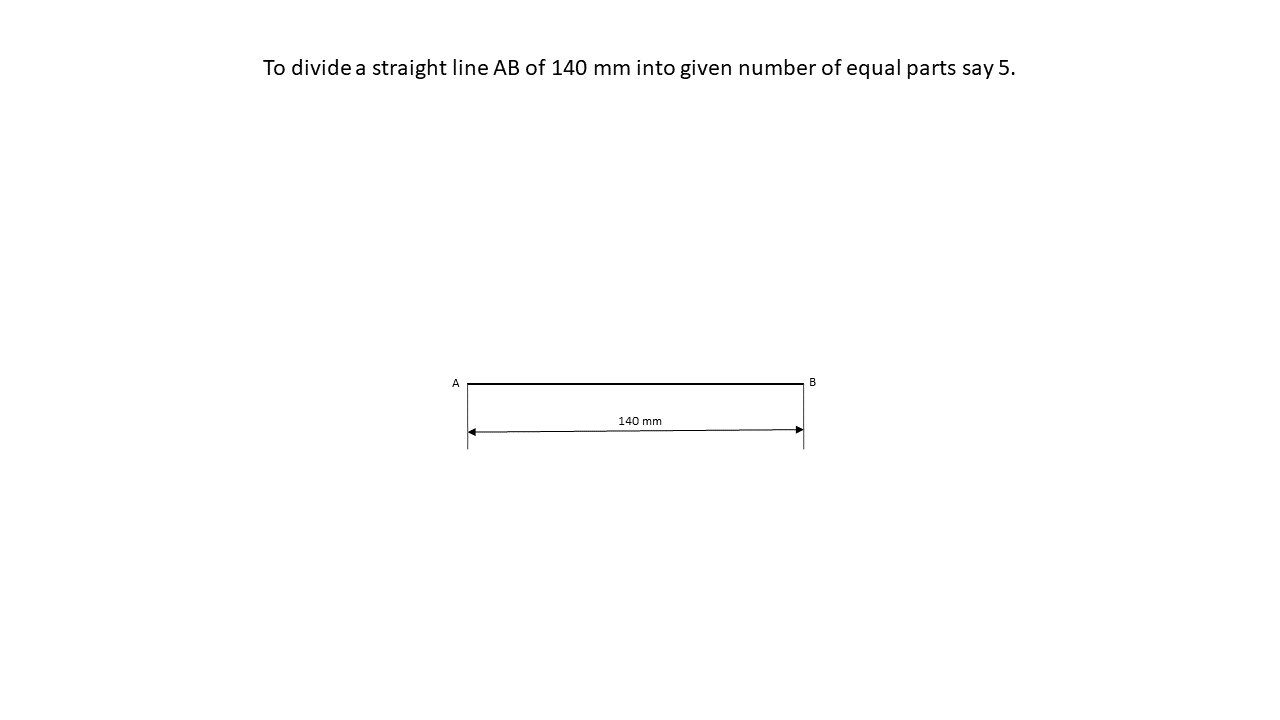 To divide a straight line AB of 140 mm into given number of equal parts say 5.
A
B
140 mm